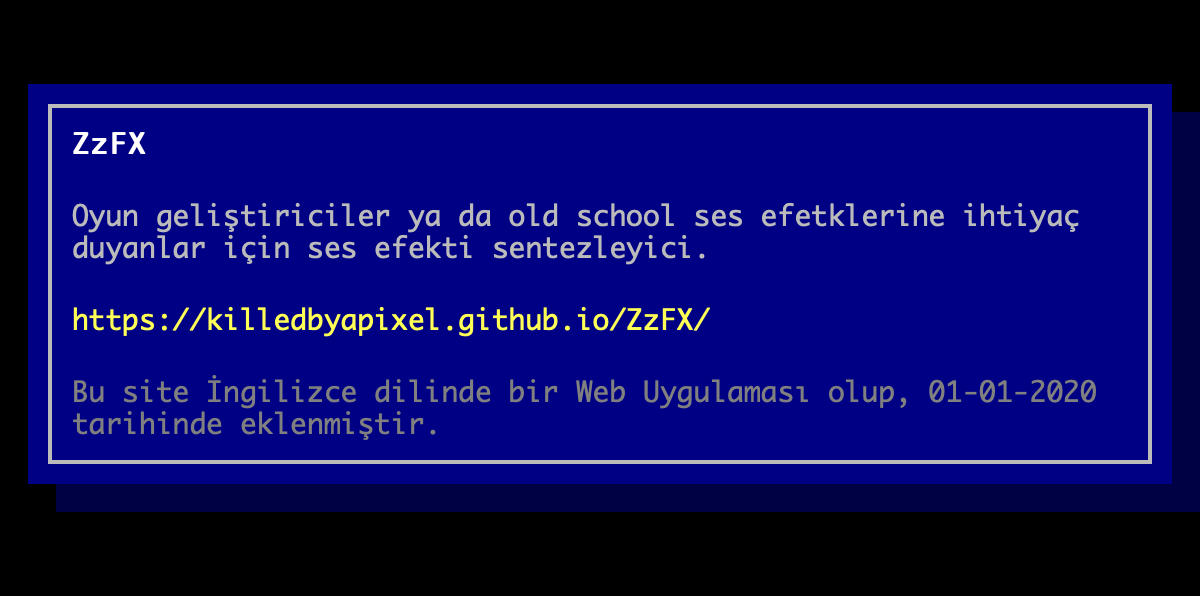 ZzFX
Oyun geliştiriciler ya da old school ses efetklerine ihtiyaç
duyanlar için ses efekti sentezleyici.
https://killedbyapixel.github.io/ZzFX/
Bu site İngilizce dilinde bir Web Uygulaması olup, 01-01-2020
tarihinde eklenmiştir.